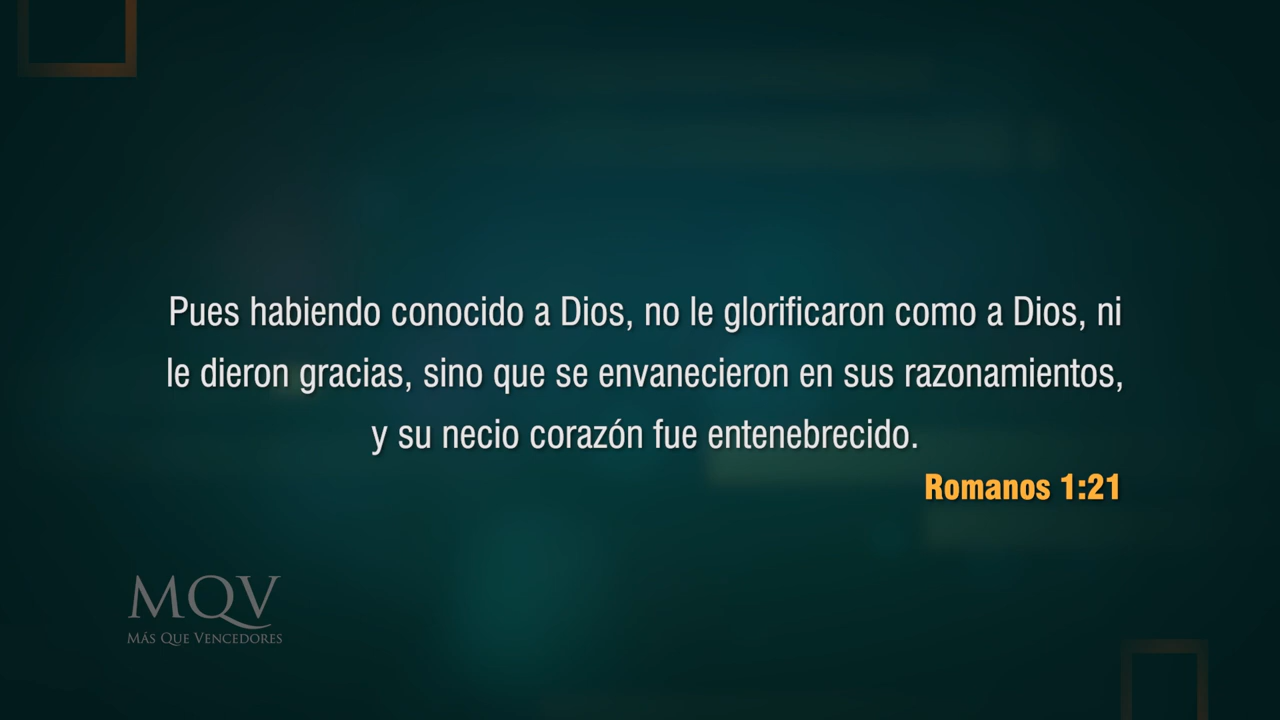 Pues habiendo conocido a Dios, no le glorificaron como a Dios, ni
le dieron gracias, sino que se envanecieron en sus razonamientos,
y su necio corazón fue entenebrecido.
Romanos 1:21
MQV
MÁS QUE VENCEDORES